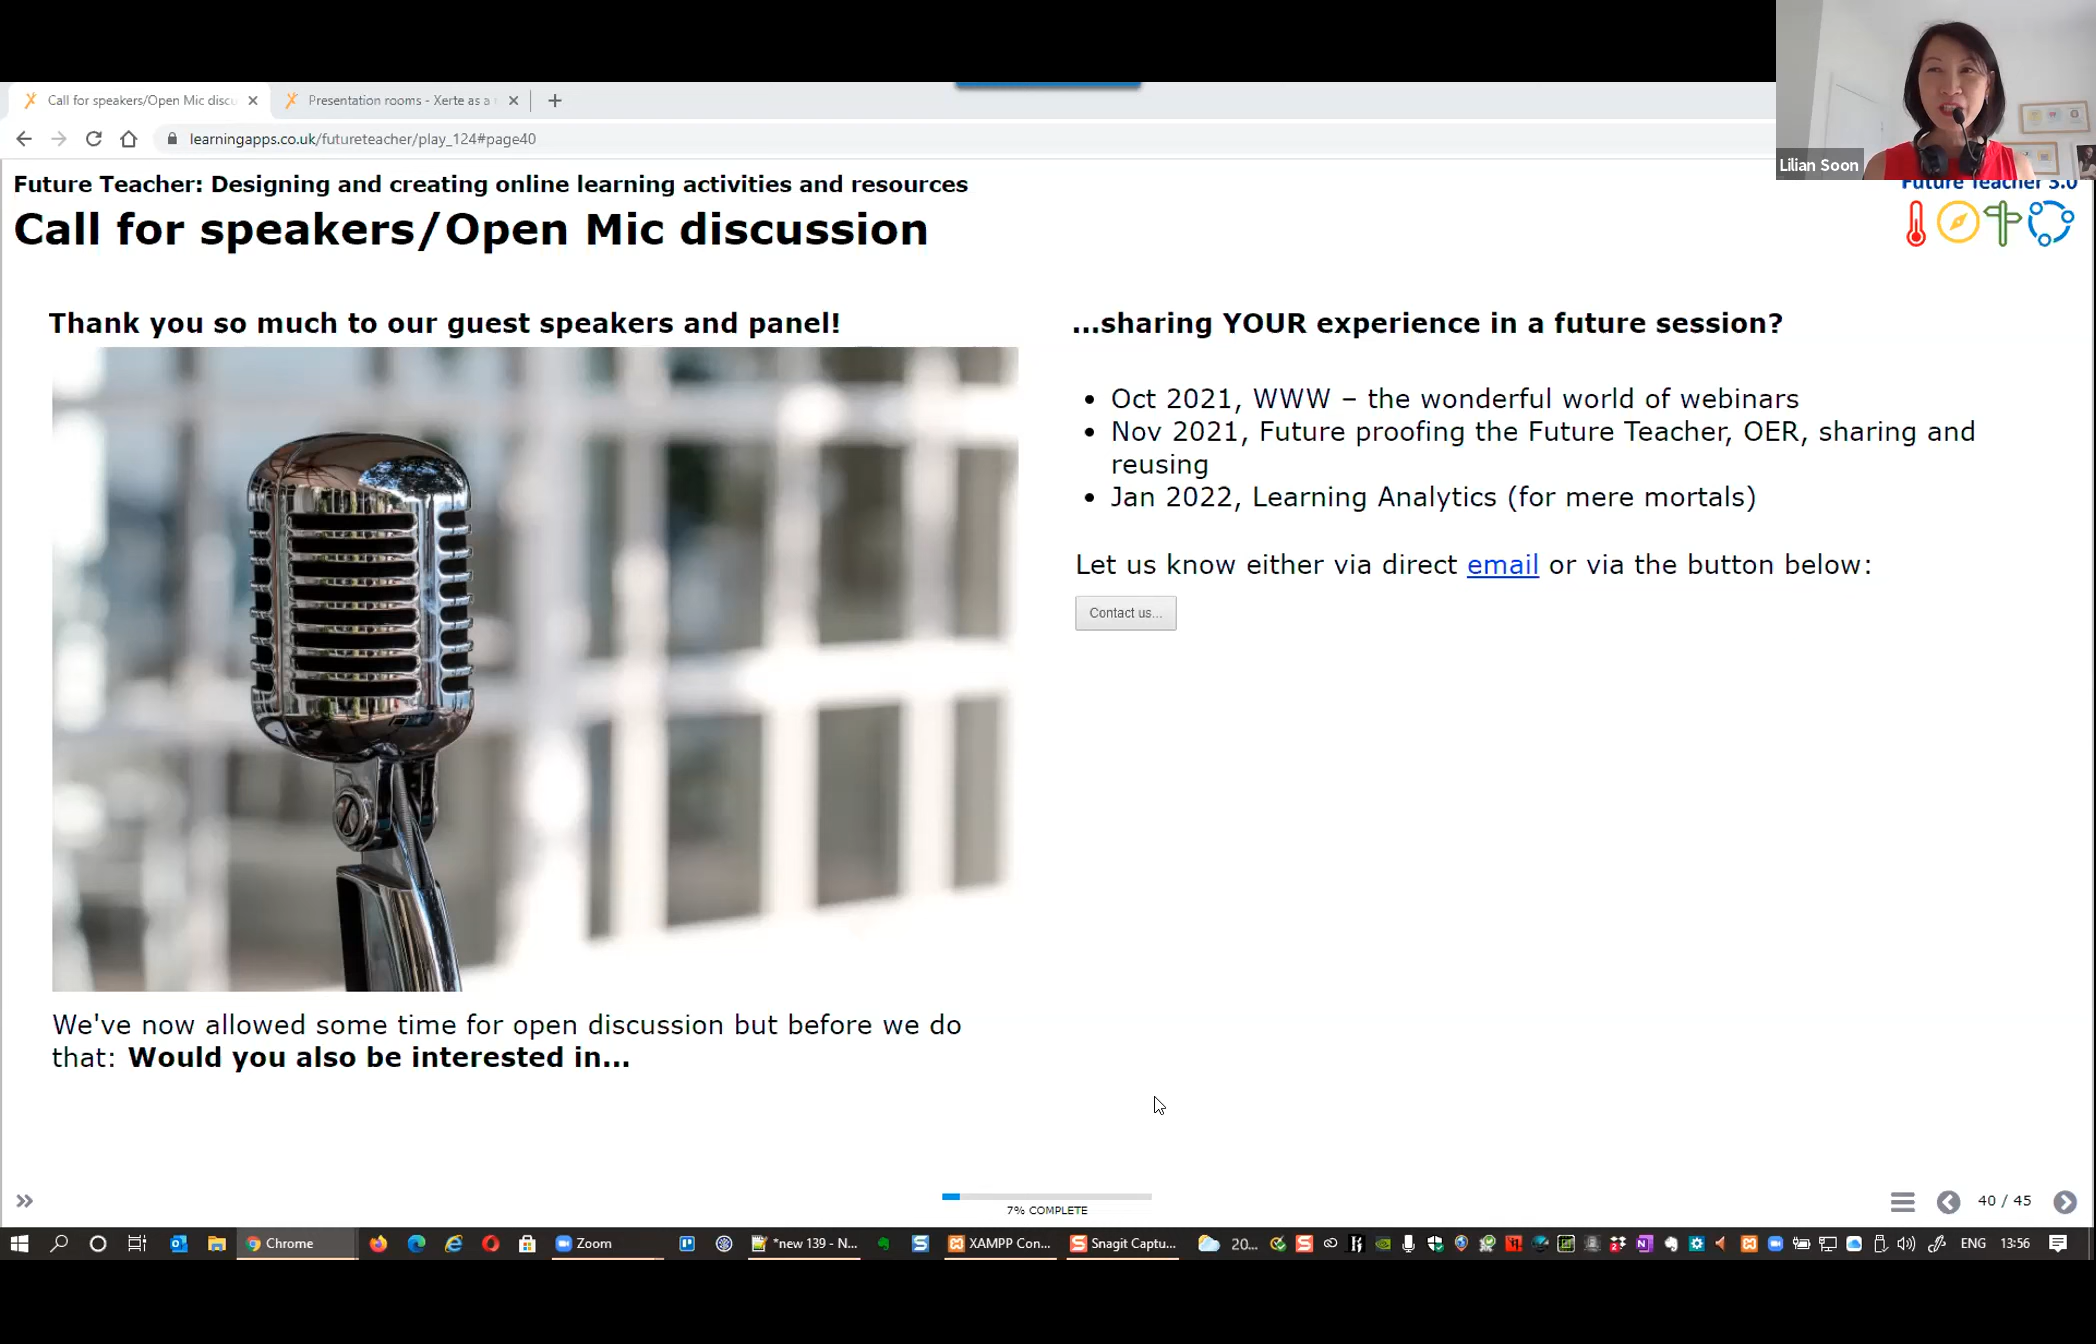 Call for speakers/Open Mic discu
Presentation rooms - Xerte as a
learningapps.co.uk/futureteacher/play_124#page40
Lilian Soon
Future Teacher: Designing and creating online learning activities and resources
Future Teacher 3.0
Call for speakers/Open Mic discussion
Thank you so much to our guest speakers and panel!
We've now allowed some time for open discussion but before we do
that: Would you also be interested in...
...sharing YOUR experience in a future session?
• Oct 2021, WWW – the wonderful world of webinars
• Nov 2021, Future proofing the Future Teacher, OER, sharing and
reusing
• Jan 2022, Learning Analytics (for mere mortals)
Let us know either via direct email or via the button below:
Contact us...
7% COMPLETE
40 / 45
Chrome
Zoom
*new 139 - N...
XAMPP Con...
Snagit Captu...
20...
ENG
13:56